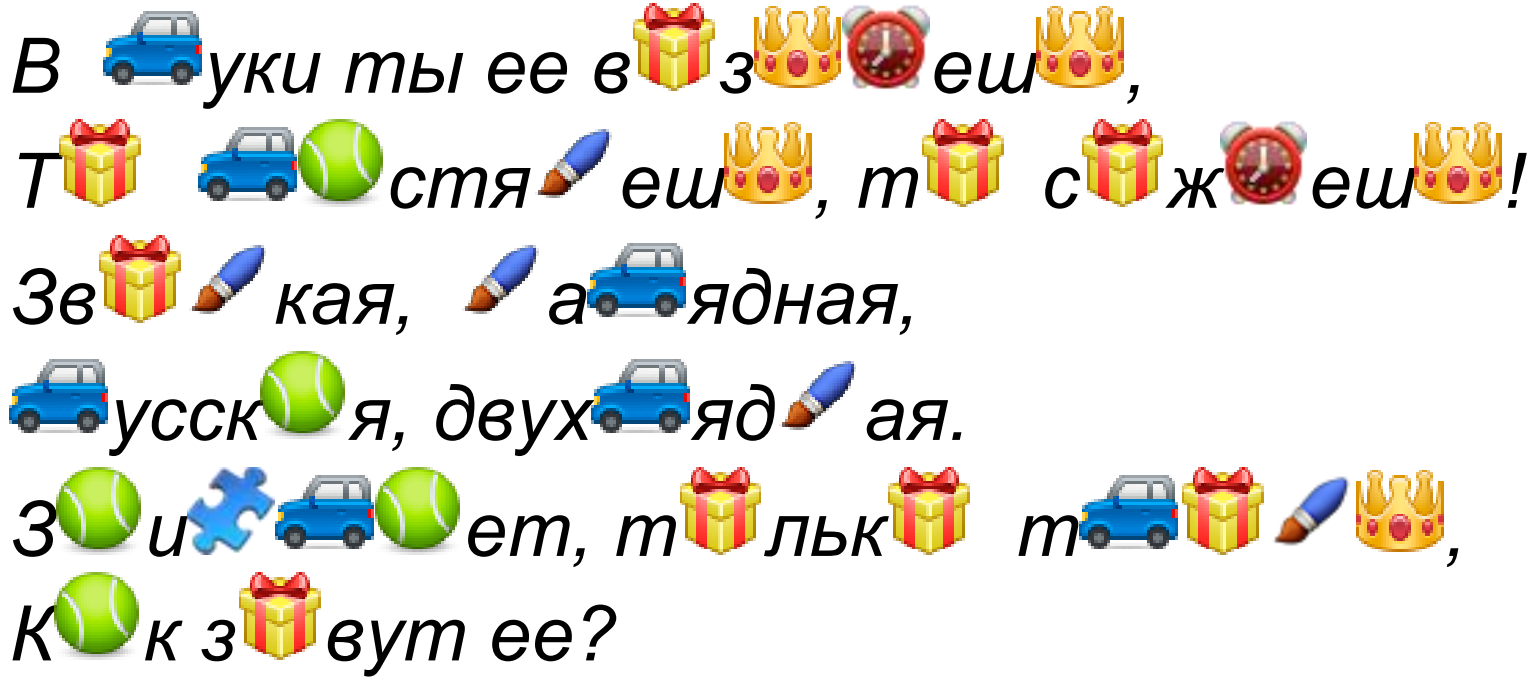 В 🚙уки ты ее в🎁з👑⏰еш👑,
Т🎁 🚙🎾стя🖌еш👑, т🎁 с🎁ж⏰еш👑!
Зв🎁🖌кая, 🖌а🚙ядная,
🚙усск🎾я, двух🚙яд🖌ая.
З🎾и🧩🚙🎾ет, т🎁льк🎁 т🚙🎁🖌👑,
К🎾к з🎁вут ее?